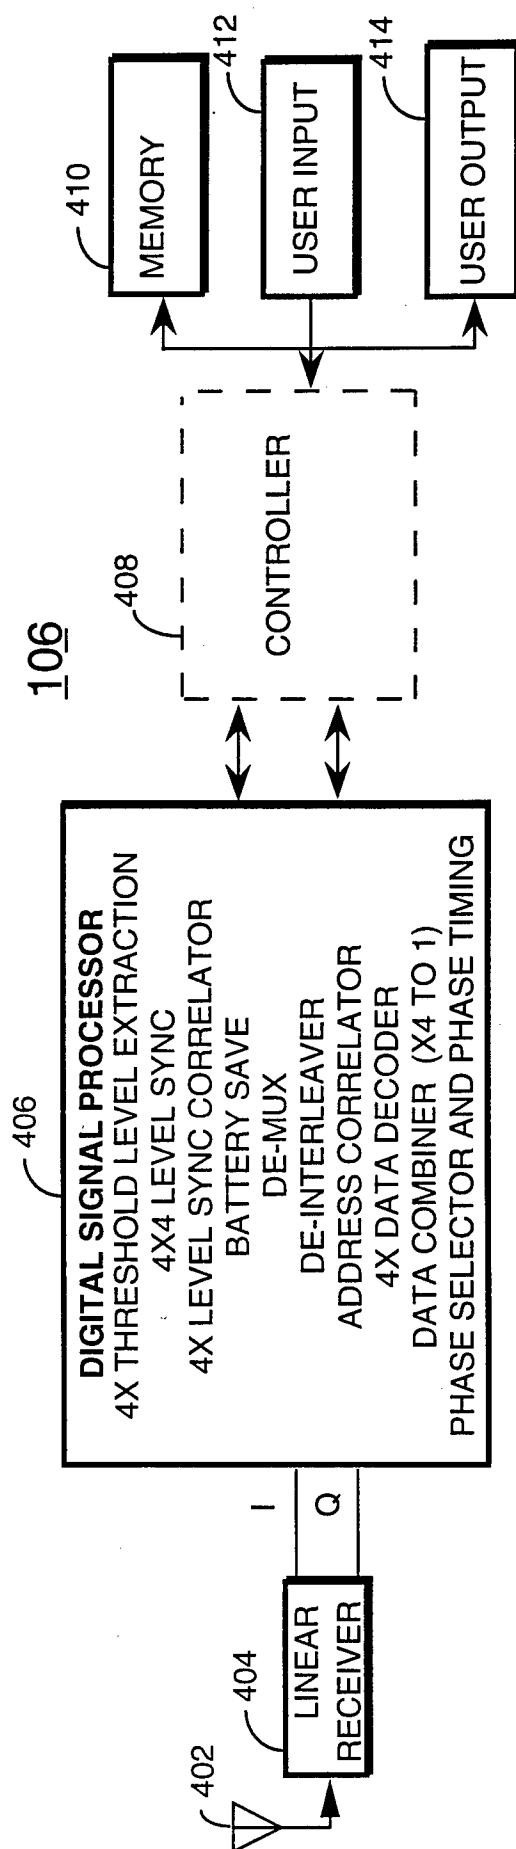 106
402
404
LINEAR
RECEIVER
I
Q
406
DIGITAL SIGNAL PROCESSOR
4X THRESHOLD LEVEL EXTRACTION
4X4 LEVEL SYNC
4X LEVEL SYNC CORRELATOR
BATTERY SAVE
DE-MUX
DE-INTERLEAVER
ADDRESS CORRELATOR
4X DATA DECODER
DATA COMBINER (X4 TO 1)
PHASE SELECTOR AND PHASE TIMING
408
CONTROLLER
410
MEMORY
412
USER INPUT
414
USER OUTPUT